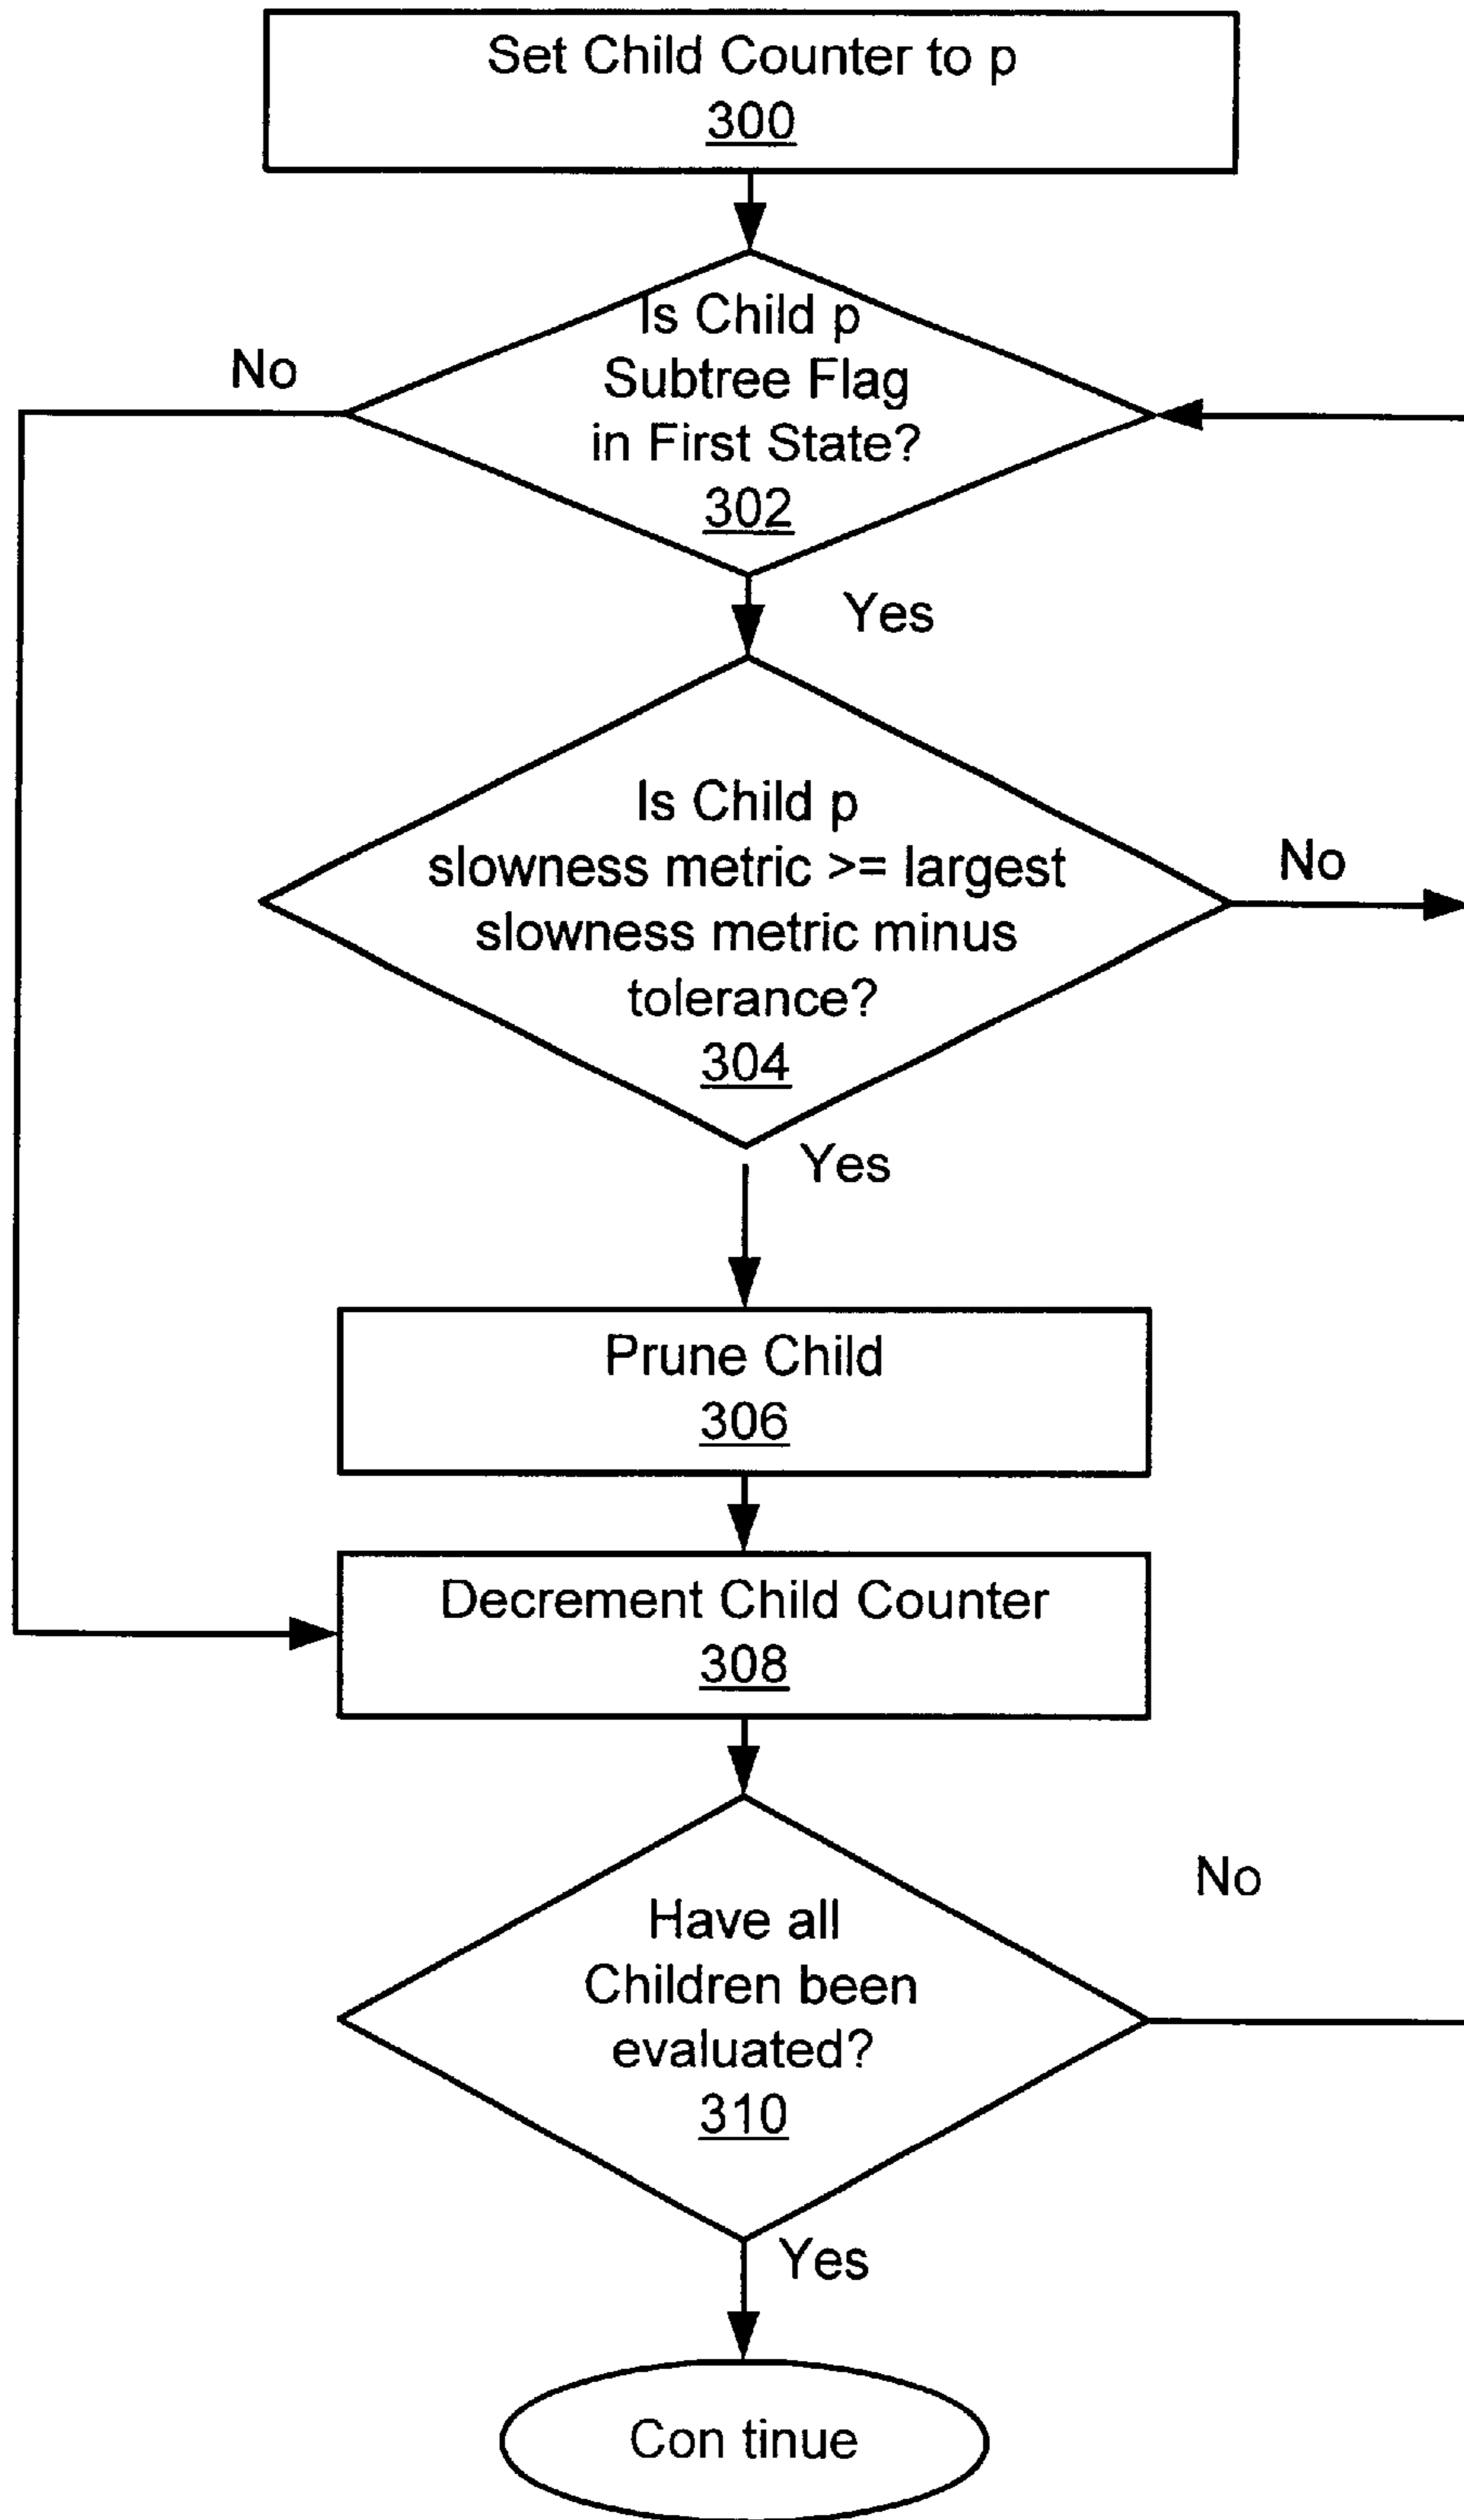 Set Child Counter to p
300
Is Child p
Subtree Flag
in First State?
302
No
Yes
Is Child p
slowness metric >= largest
slowness metric minus
tolerance?
304
No
Yes
Prune Child
306
Decrement Child Counter
308
Have all
Children been
evaluated?
310
No
Yes
Con tinue